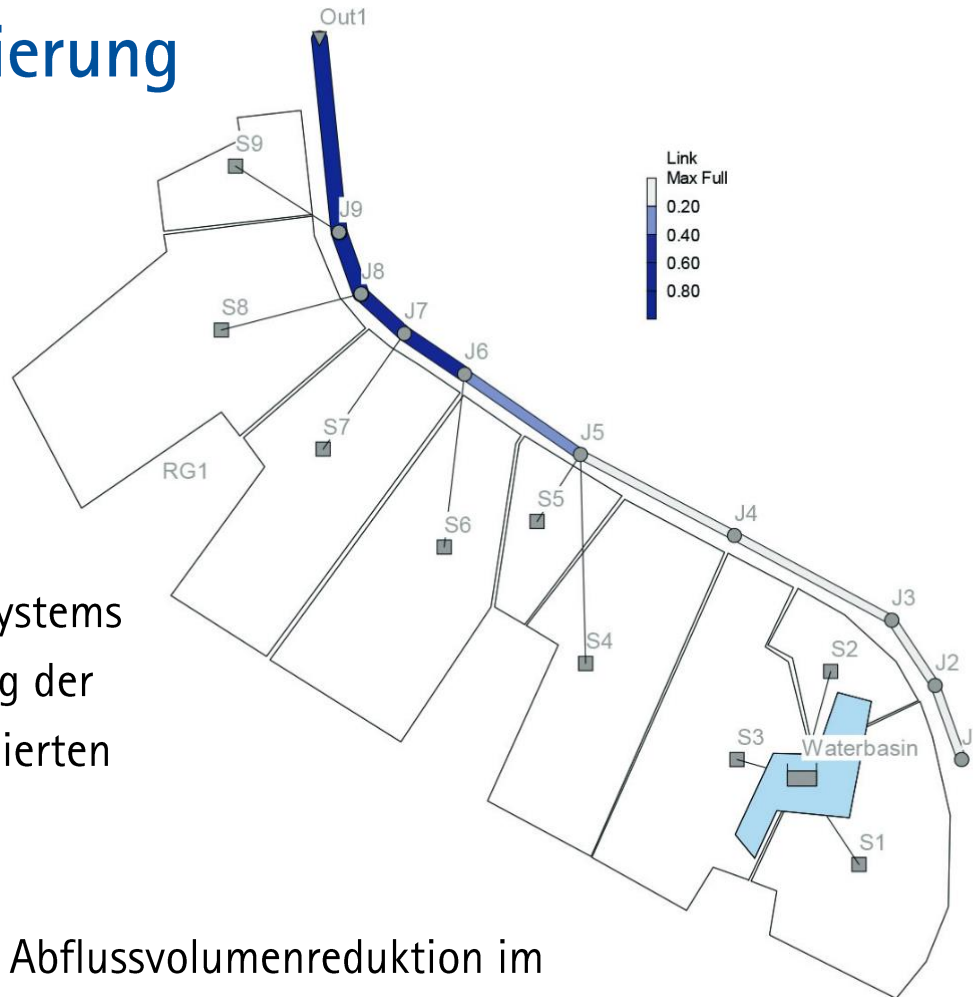 ierung
Out1
Link
Max Full
0.20
0.40
0.60
0.80
S9
J9
J8
S8
J7
J6
S7
J5
RG1
S5
S6
J4
J3
ystems
S4
S2
J2
g der
S3
Waterbasin
J
ierten
S1
Abflussvolumenreduktion im